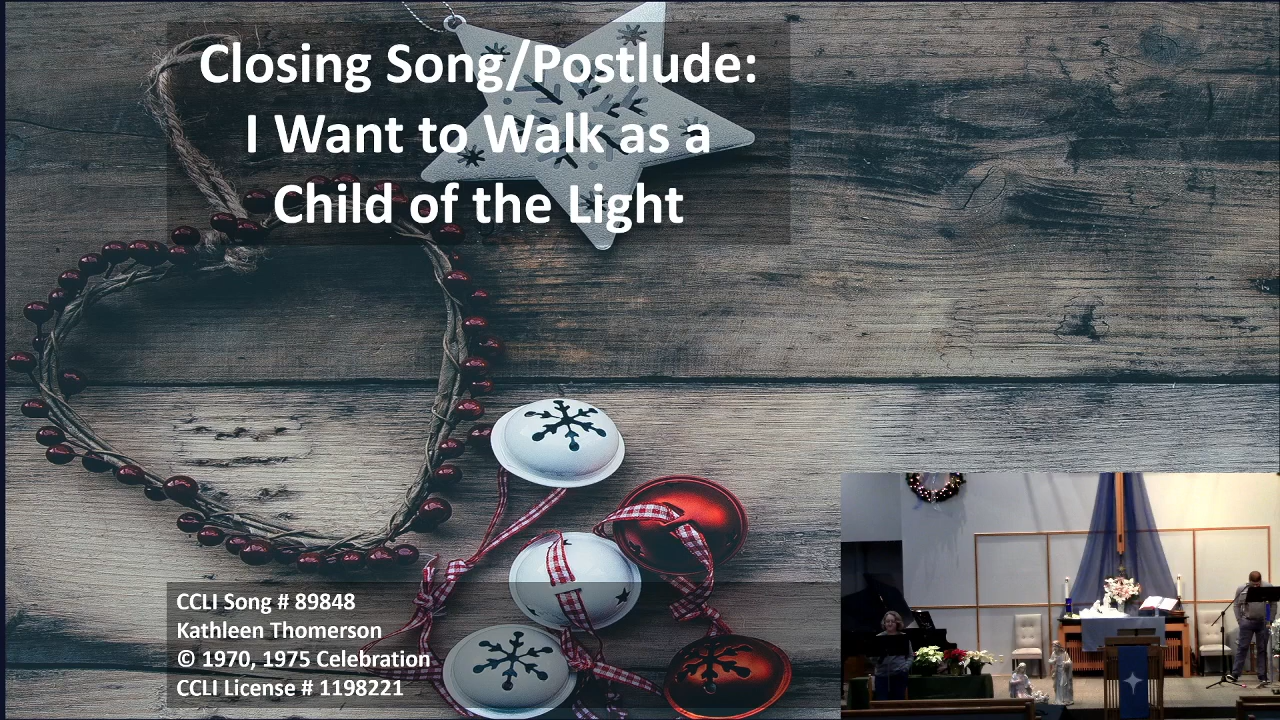 Closing Song/Postlude:
I Want to Walk as a
Child of the Light
CCLI Song # 89848
Kathleen Thomerson
© 1970, 1975 Celebration
CCLI License # 1198221